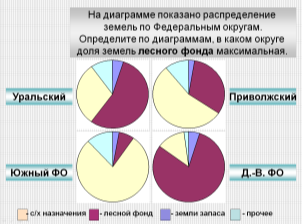 На диаграмме показано распределение
земель по Федеральным округам.
Определите по диаграммам, в каком округе
доля земель лесного фонда максимальная.
Уральский
Приволжский
Южный ФО
Д.-В. ФО
- с/х назначения - лесной фонд - земли запаса - прочее